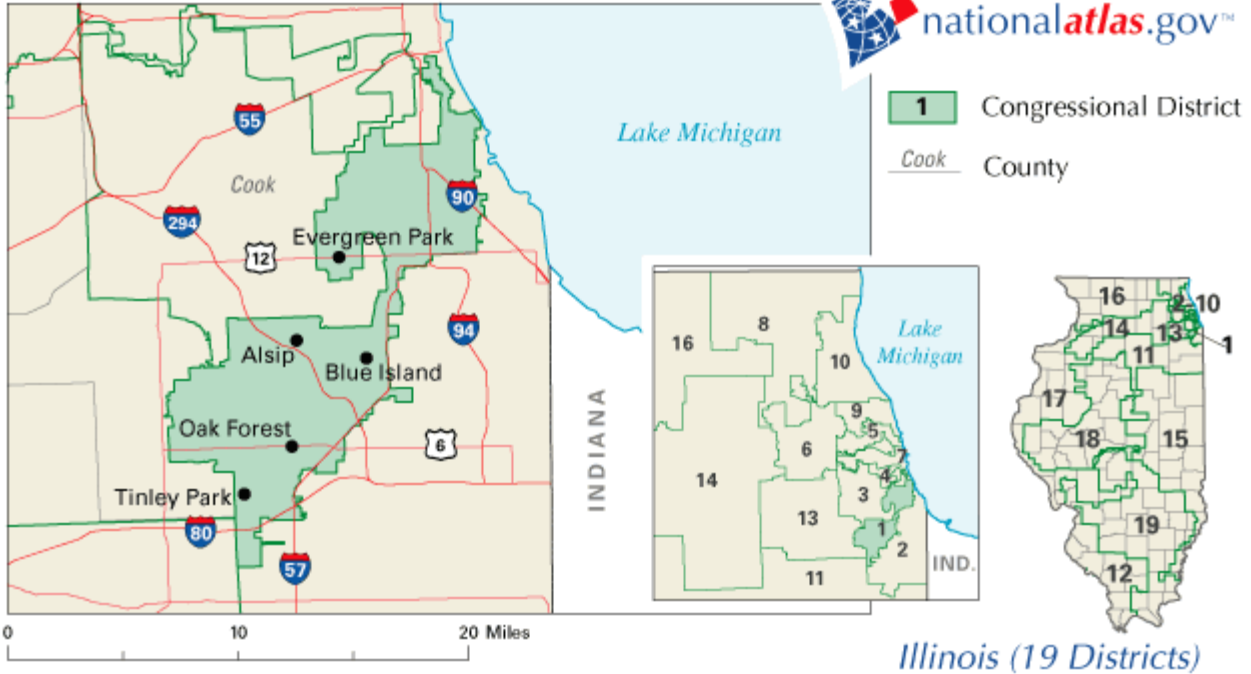 nationalatlas.gov™
1 Congressional District
Cook County
55
Lake Michigan
Cook
90
294
Evergreen Park
12
94
Alsip
Blue Island
Oak Forest
6
Tinley Park
80
57
INDIANA
0 10 20 Miles
8
Lake
Michigan
16
10
9
5
6
7
4
14
3
13
1
2
IND.
11
16
2 10
14 13
1
11
17
18
15
19
12
Illinois (19 Districts)